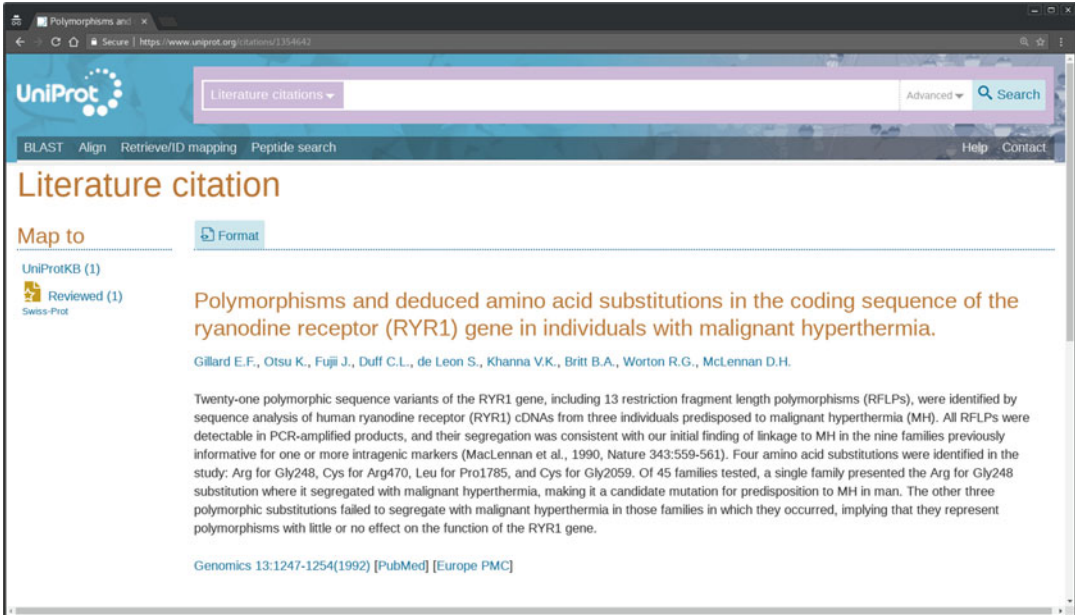 Polymorphisms and
Secure | https://www.uniprot.org/citations/1354642
UniProt
Literature citations
Advanced
Search
BLAST Align Retrieve/ID mapping Peptide search Help Contact
Literature citation
Map to
Format
UniProtKB (1)
Reviewed (1)
Swiss-Prot
Polymorphisms and deduced amino acid substitutions in the coding sequence of the
ryanodine receptor (RYR1) gene in individuals with malignant hyperthermia.
Gillard E.F., Otsu K., Fujii J., Duff C.L., de Leon S., Khanna V.K., Britt B.A., Worton R.G., McLennan D.H.
Twenty-one polymorphic sequence variants of the RYR1 gene, including 13 restriction fragment length polymorphisms (RFLPs), were identified by
sequence analysis of human ryanodine receptor (RYR1) cDNAs from three individuals predisposed to malignant hyperthermia (MH). All RFLPs were
detectable in PCR-amplified products, and their segregation was consistent with our initial finding of linkage to MH in the nine families previously
informative for one or more intragenic markers (MacLennan et al., 1990, Nature 343:559-561). Four amino acid substitutions were identified in the
study: Arg for Gly248, Cys for Arg470, Leu for Pro1785, and Cys for Gly2059. Of 45 families tested, a single family presented the Arg for Gly248
substitution where it segregated with malignant hyperthermia, making it a candidate mutation for predisposition to MH in man. The other three
polymorphic substitutions failed to segregate with malignant hyperthermia in those families in which they occurred, implying that they represent
polymorphisms with little or no effect on the function of the RYR1 gene.
Genomics 13:1247-1254(1992) [PubMed] [Europe PMC]